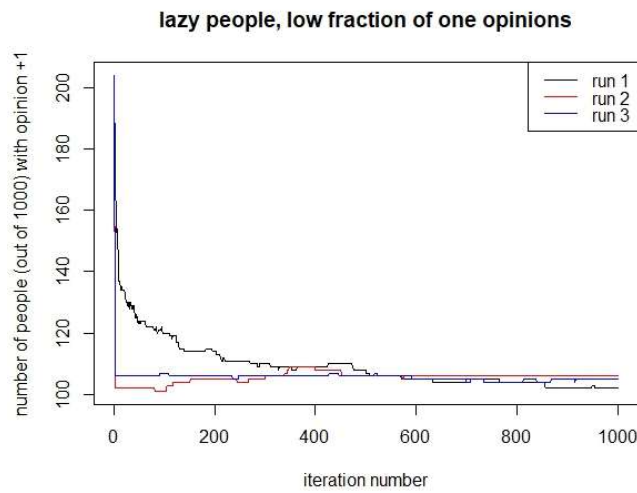 lazy people, low fraction of one opinions
number of people (out of 1000) with opinion +1
200
180
160
140
120
100
run 1
run 2
run 3
0
200
400
600
800
1000
iteration number